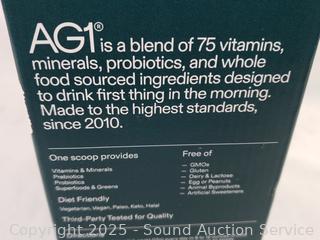 AG1® is a blend of 75 vitamins,
minerals, probiotics, and whole
food sourced ingredients designed
to drink first thing in the morning.
Made to the highest standards,
since 2010.
One scoop provides
Vitamins & Minerals
Prebiotics
Probiotics
Superfoods & Greens
Free of
— GMOs
— Gluten
— Dairy & Lactose
— Egg or Peanuts
— Animal Byproducts
— Artificial Sweeteners
Diet Friendly
Vegetarian, Vegan, Paleo, Keto, Halal
Third-Party Tested for Quality
Copyright 2025 - Sound Auction Service